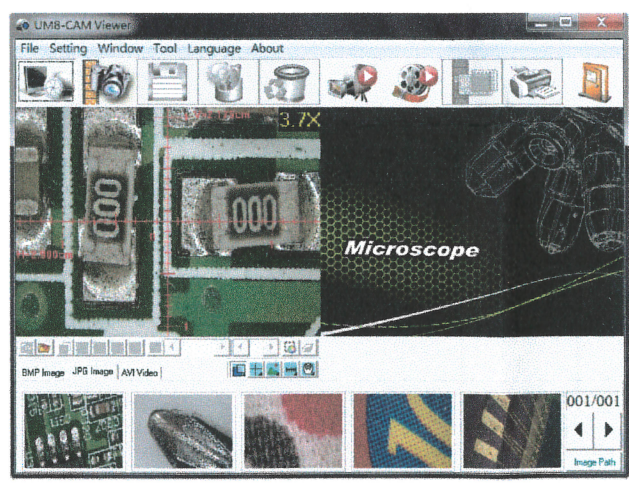 UM8-CAM Viewer
File Setting Window Tool Language About
3.7X
000
000
Microscope
BMP Image JPG Image AVI Video
10
001/001
Image Path